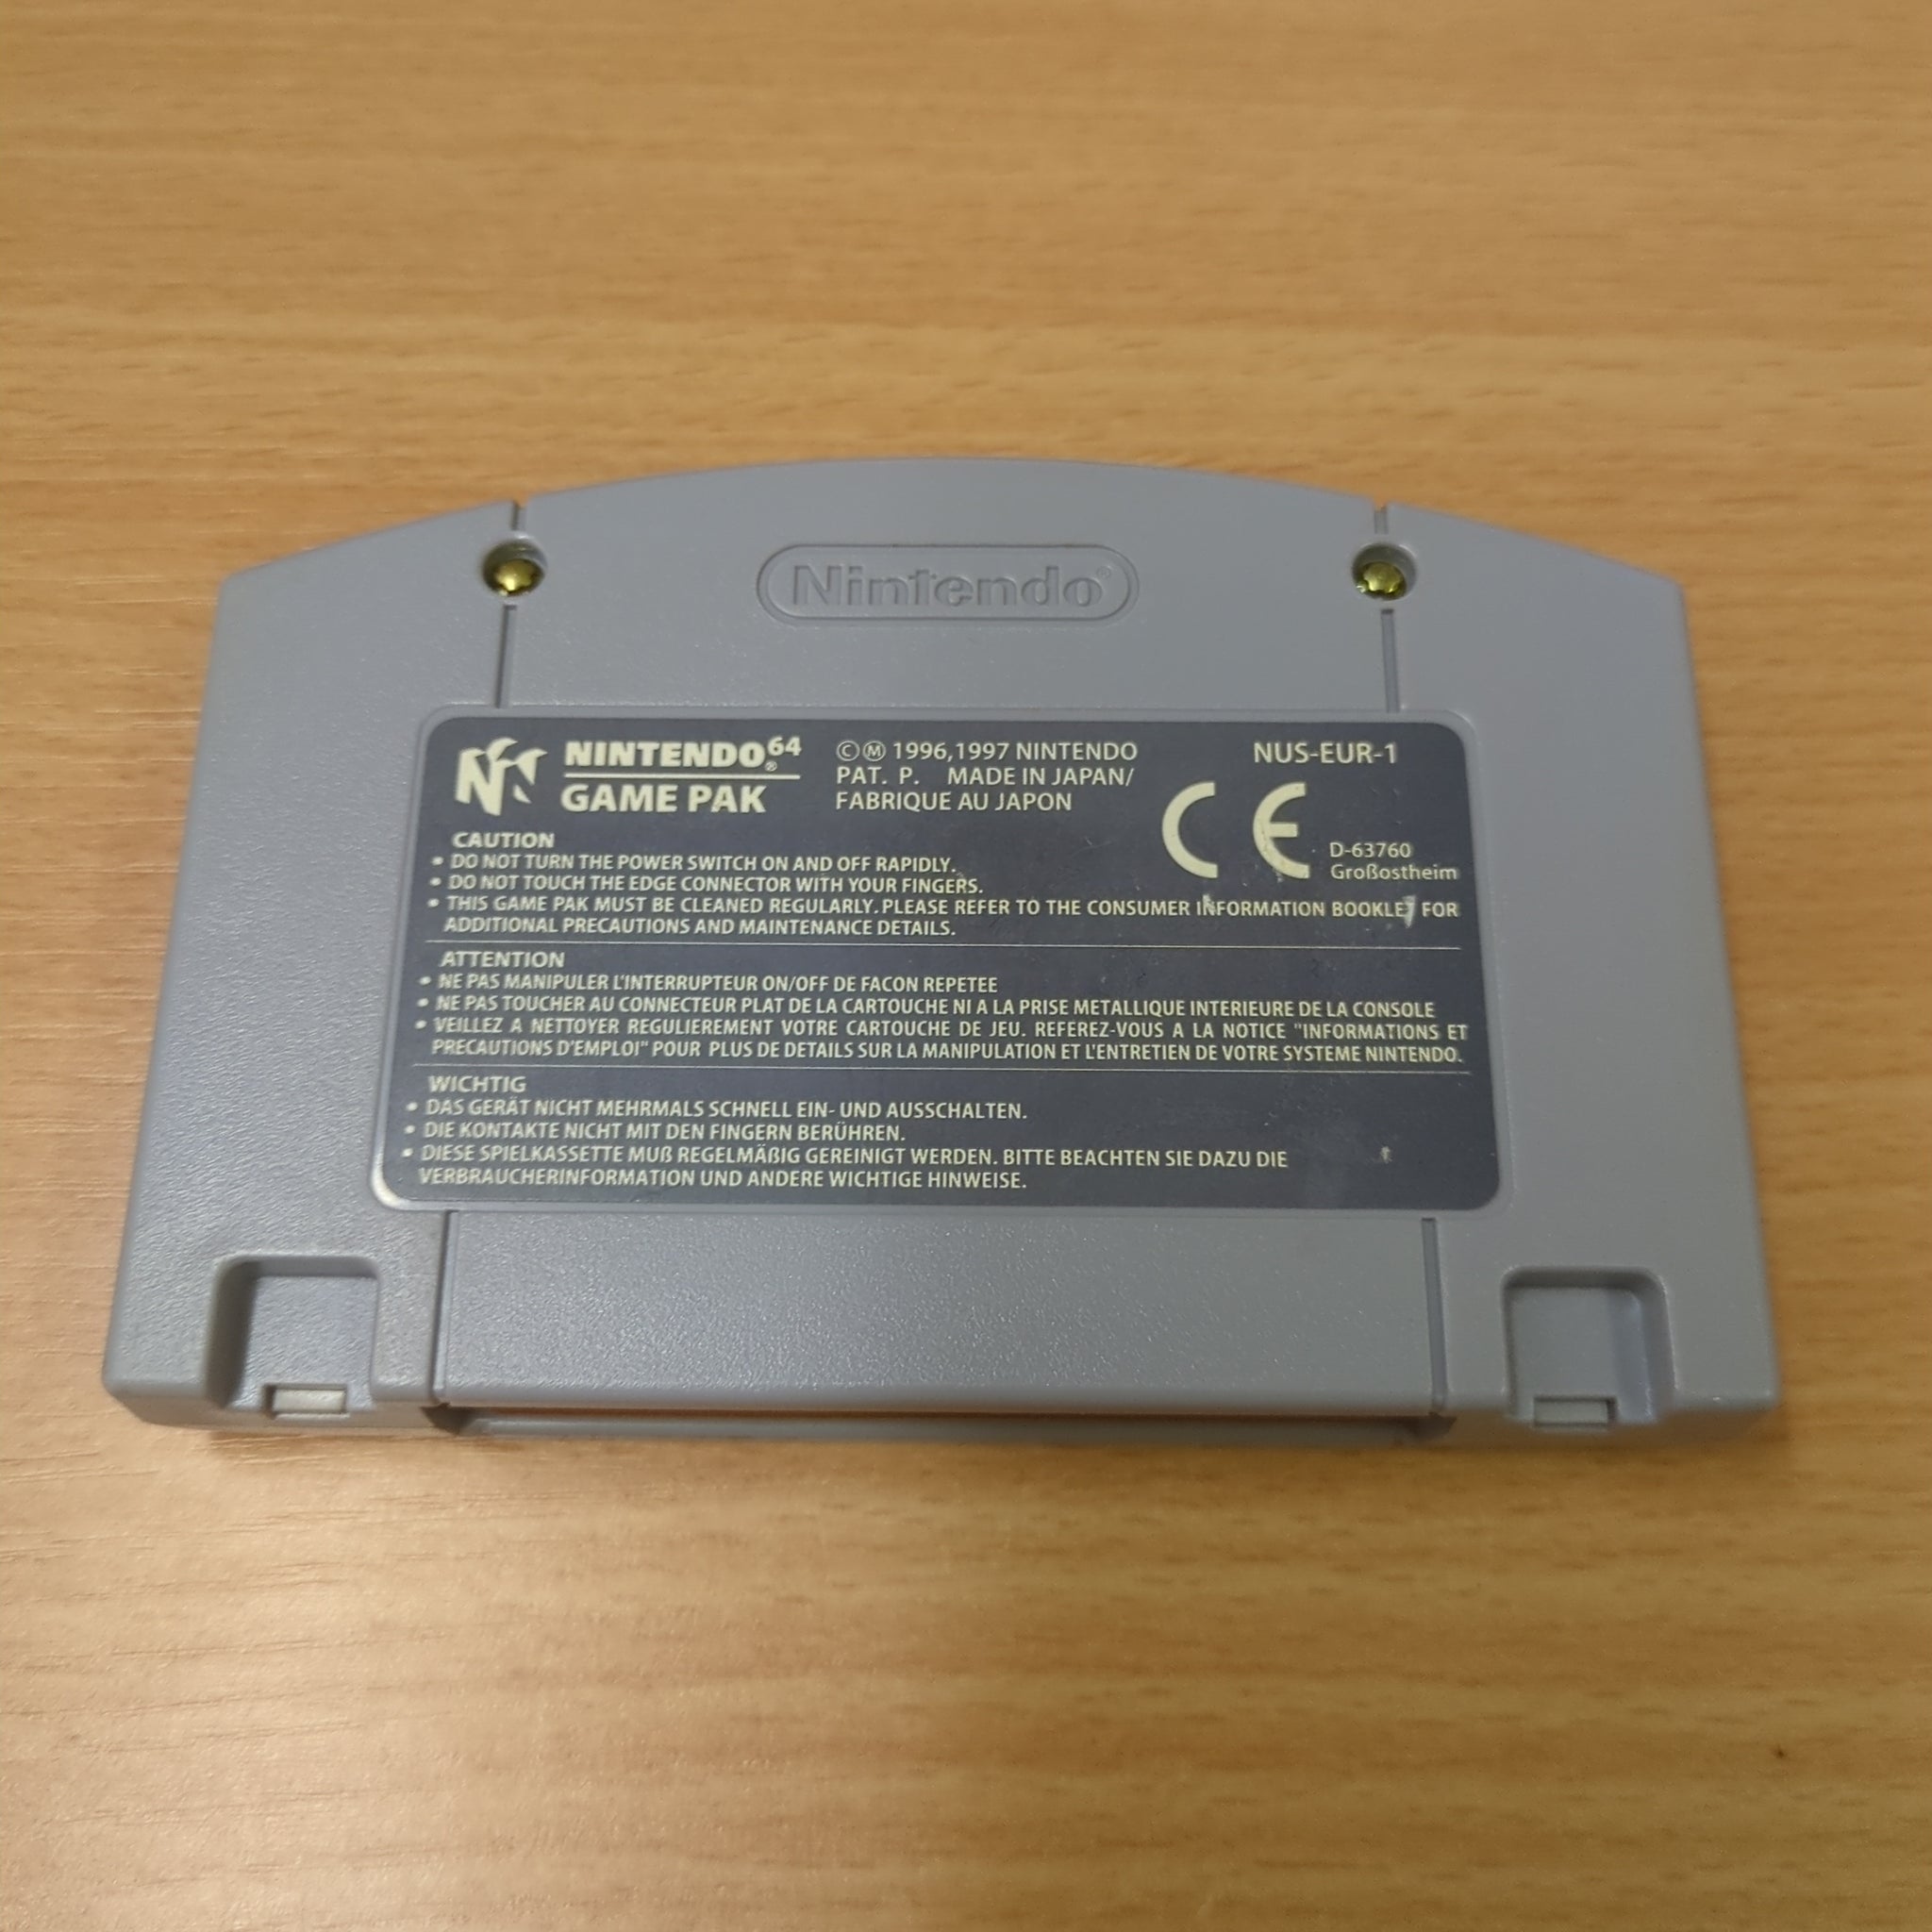 Nintendo®
NINTENDO⁶⁴®
GAME PAK
©Ⓜ 1996,1997 NINTENDO
PAT. P. MADE IN JAPAN/
FABRIQUE AU JAPON
NUS-EUR-1
CE
D-63760
Großostheim
CAUTION
• DO NOT TURN THE POWER SWITCH ON AND OFF RAPIDLY.
• DO NOT TOUCH THE EDGE CONNECTOR WITH YOUR FINGERS.
• THIS GAME PAK MUST BE CLEANED REGULARLY. PLEASE REFER TO THE CONSUMER INFORMATION BOOKLET FOR
ADDITIONAL PRECAUTIONS AND MAINTENANCE DETAILS.
ATTENTION
• NE PAS MANIPULER L'INTERRUPTEUR ON/OFF DE FACON REPETEE
• NE PAS TOUCHER AU CONNECTEUR PLAT DE LA CARTOUCHE NI A LA PRISE METALLIQUE INTERIEURE DE LA CONSOLE
• VEILLEZ A NETTOYER REGULIEREMENT VOTRE CARTOUCHE DE JEU. REFEREZ-VOUS A LA NOTICE "INFORMATIONS ET
PRECAUTIONS D'EMPLOI" POUR PLUS DE DETAILS SUR LA MANIPULATION ET L'ENTRETIEN DE VOTRE SYSTEME NINTENDO.
WICHTIG
• DAS GERÄT NICHT MEHRMALS SCHNELL EIN- UND AUSSCHALTEN.
• DIE KONTAKTE NICHT MIT DEN FINGERN BERÜHREN.
• DIESE SPIELKASSETTE MUß REGELMÄßIG GEREINIGT WERDEN. BITTE BEACHTEN SIE DAZU DIE
VERBRAUCHERINFORMATION UND ANDERE WICHTIGE HINWEISE.